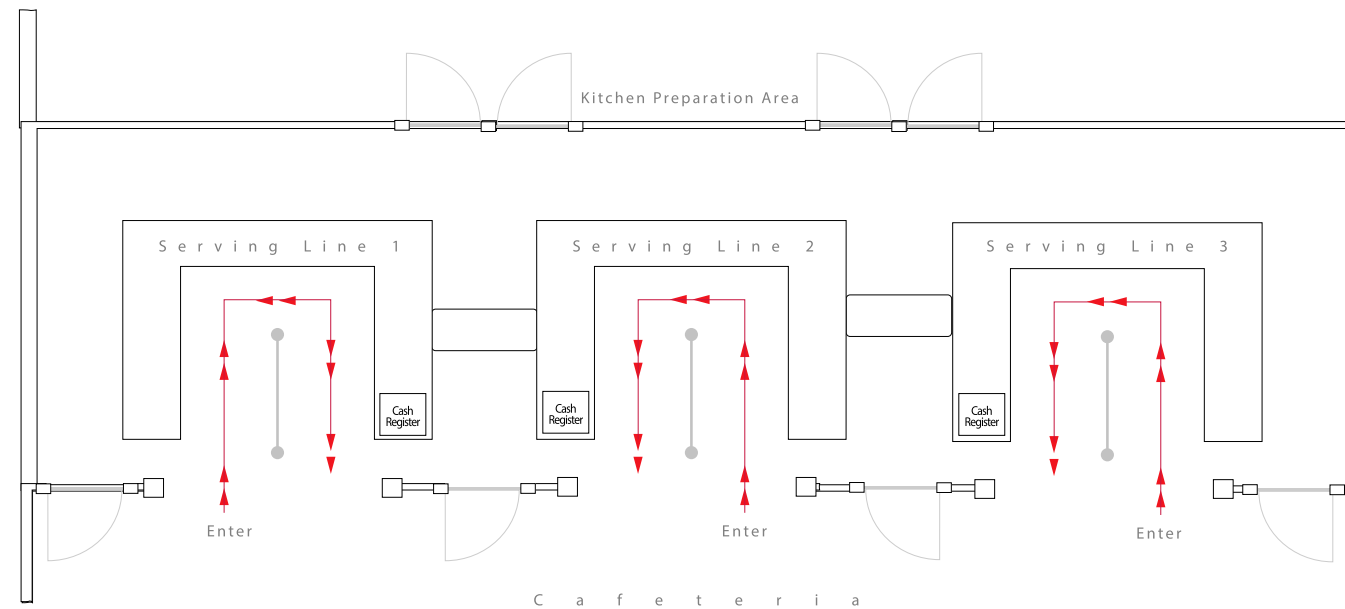 Kitchen Preparation Area
Serving Line 1
Serving Line 2
Serving Line 3
Cash
Register
Cash
Register
Cash
Register
Enter
Enter
Enter
Cafeteria